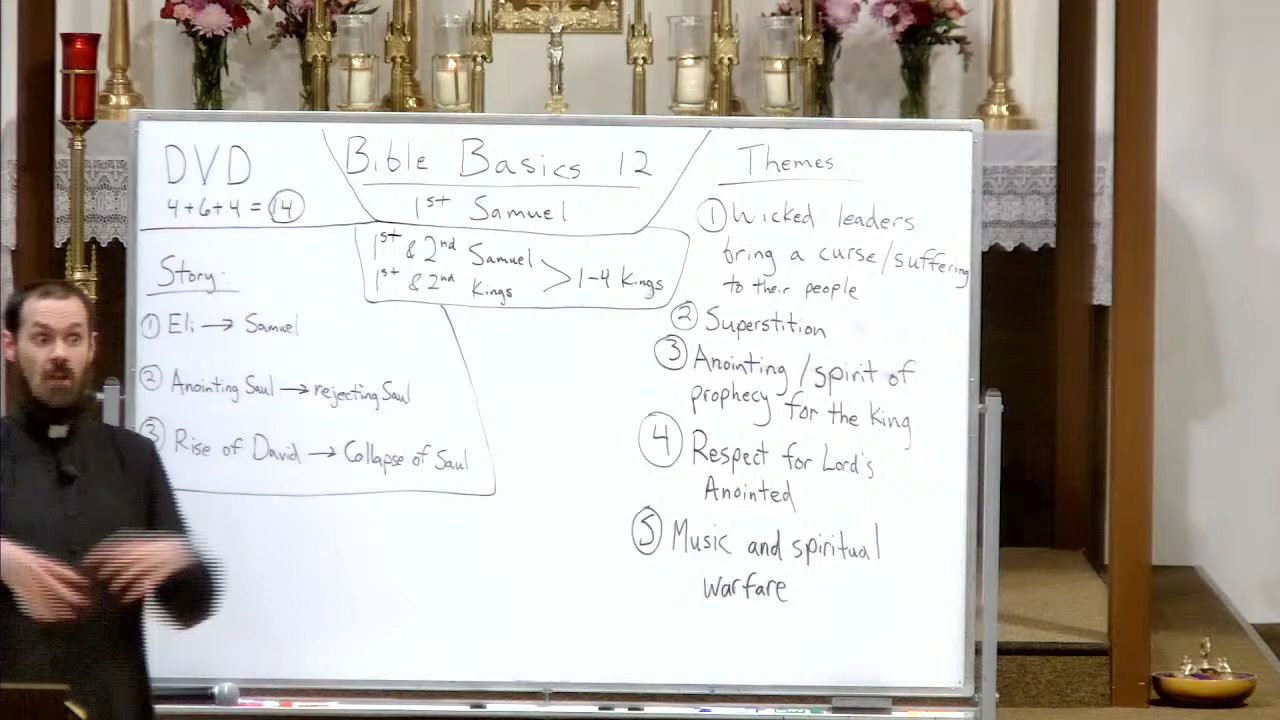 DVD
4+6+4 = 14
Bible Basics 12
1st Samuel
1st & 2nd Samuel
1st & 2nd Kings
> 1-4 Kings
Story:
① Eli → Samuel
② Anointing Saul → rejecting Saul
③ Rise of David → Collapse of Saul
Themes
① Wicked leaders
bring a curse/suffering
to their people
② Superstition
③ Anointing / spirit of
prophecy for the king
④ Respect for Lord's
Anointed
⑤ Music and spiritual
warfare